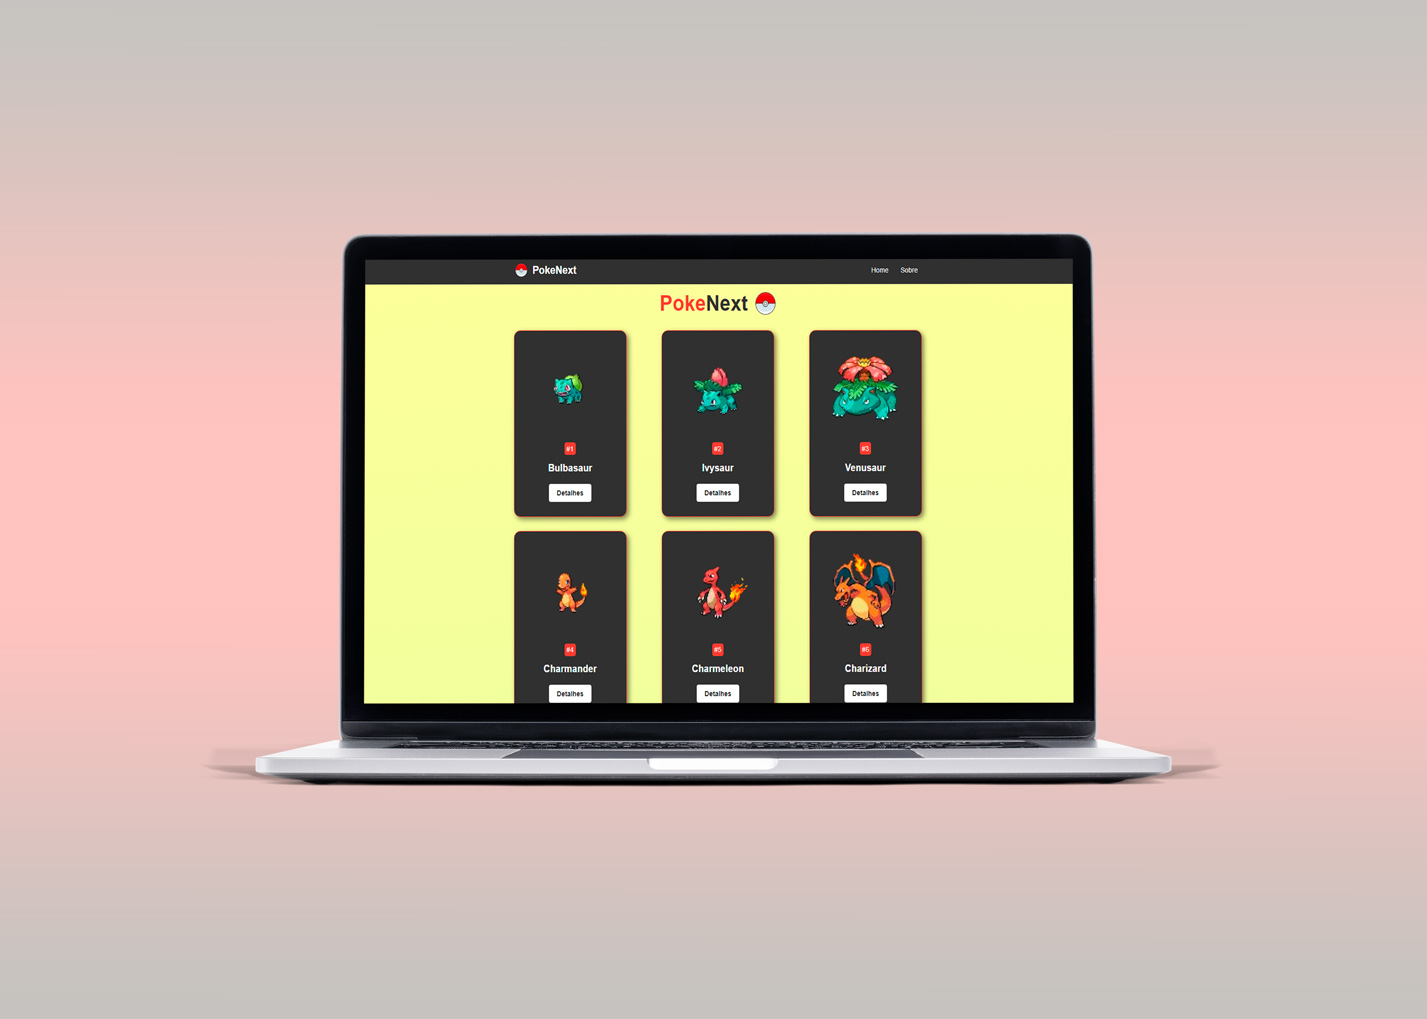 PokeNext
Home Sobre
PokeNext
#1
Bulbasaur
Detalhes
#2
Ivysaur
Detalhes
#3
Venusaur
Detalhes
#4
Charmander
Detalhes
#5
Charmeleon
Detalhes
#6
Charizard
Detalhes